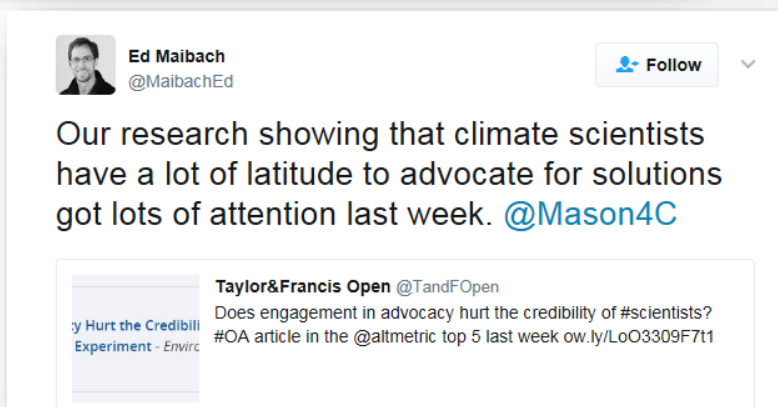 Ed Maibach
@MaibachEd
Follow
Our research showing that climate scientists
have a lot of latitude to advocate for solutions
got lots of attention last week. @Mason4C
Taylor&Francis Open @TandFOpen
Does engagement in advocacy hurt the credibility of #scientists?
#OA article in the @altmetric top 5 last week ow.ly/LoO3309F7t1
cy Hurt the Credibili
Experiment - Enviro